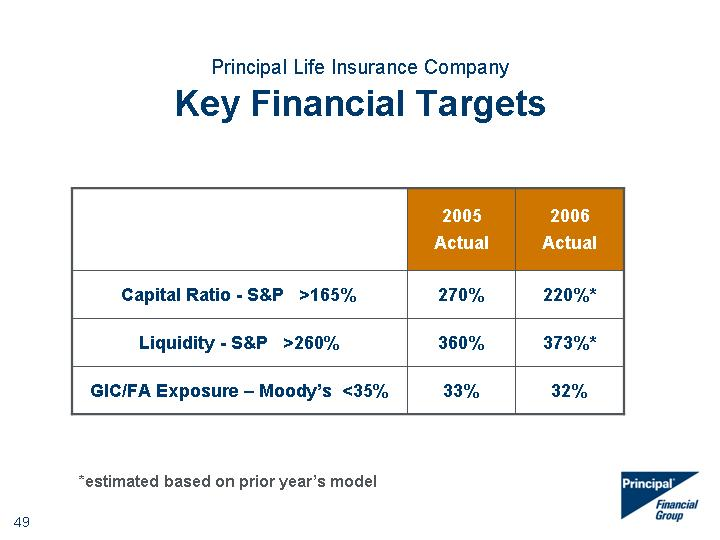 Principal Life Insurance Company
Key Financial Targets
2005 2006
Actual Actual
Capital Ratio - S&P >165% 270% 220%*
Liquidity - S&P >260% 360% 373%*
GIC/FA Exposure – Moody’s <35% 33% 32%
*estimated based on prior year’s model
Principal®
Financial
Group
49